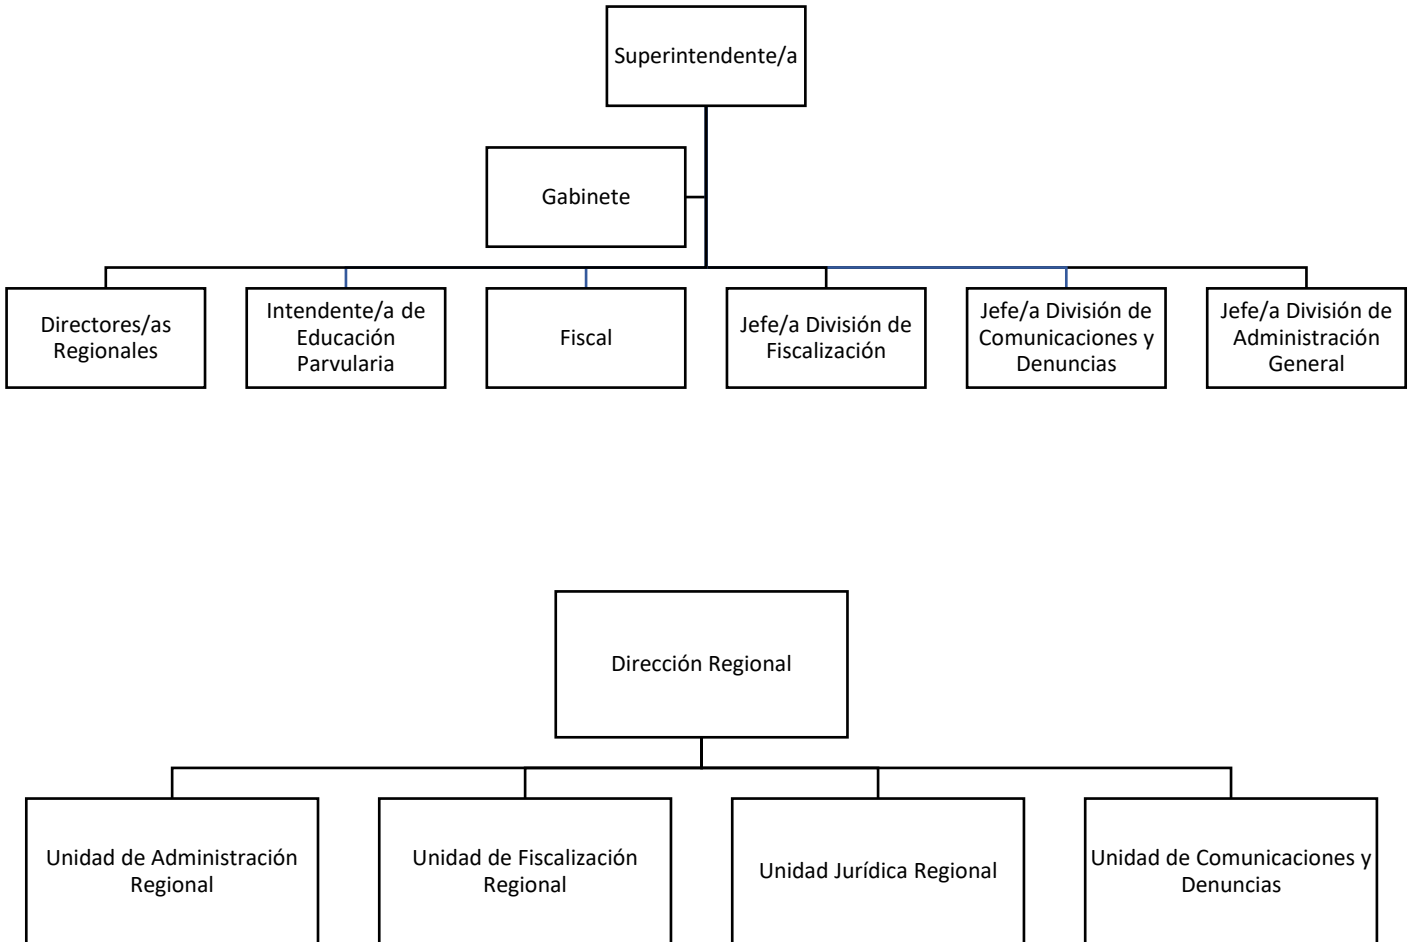 Superintendente/a
Gabinete
Directores/as
Regionales
Intendente/a de
Educación
Parvularia
Fiscal
Jefe/a División de
Fiscalización
Jefe/a División de
Comunicaciones y
Denuncias
Jefe/a División de
Administración
General
Dirección Regional
Unidad de Administración
Regional
Unidad de Fiscalización
Regional
Unidad Jurídica Regional
Unidad de Comunicaciones y
Denuncias